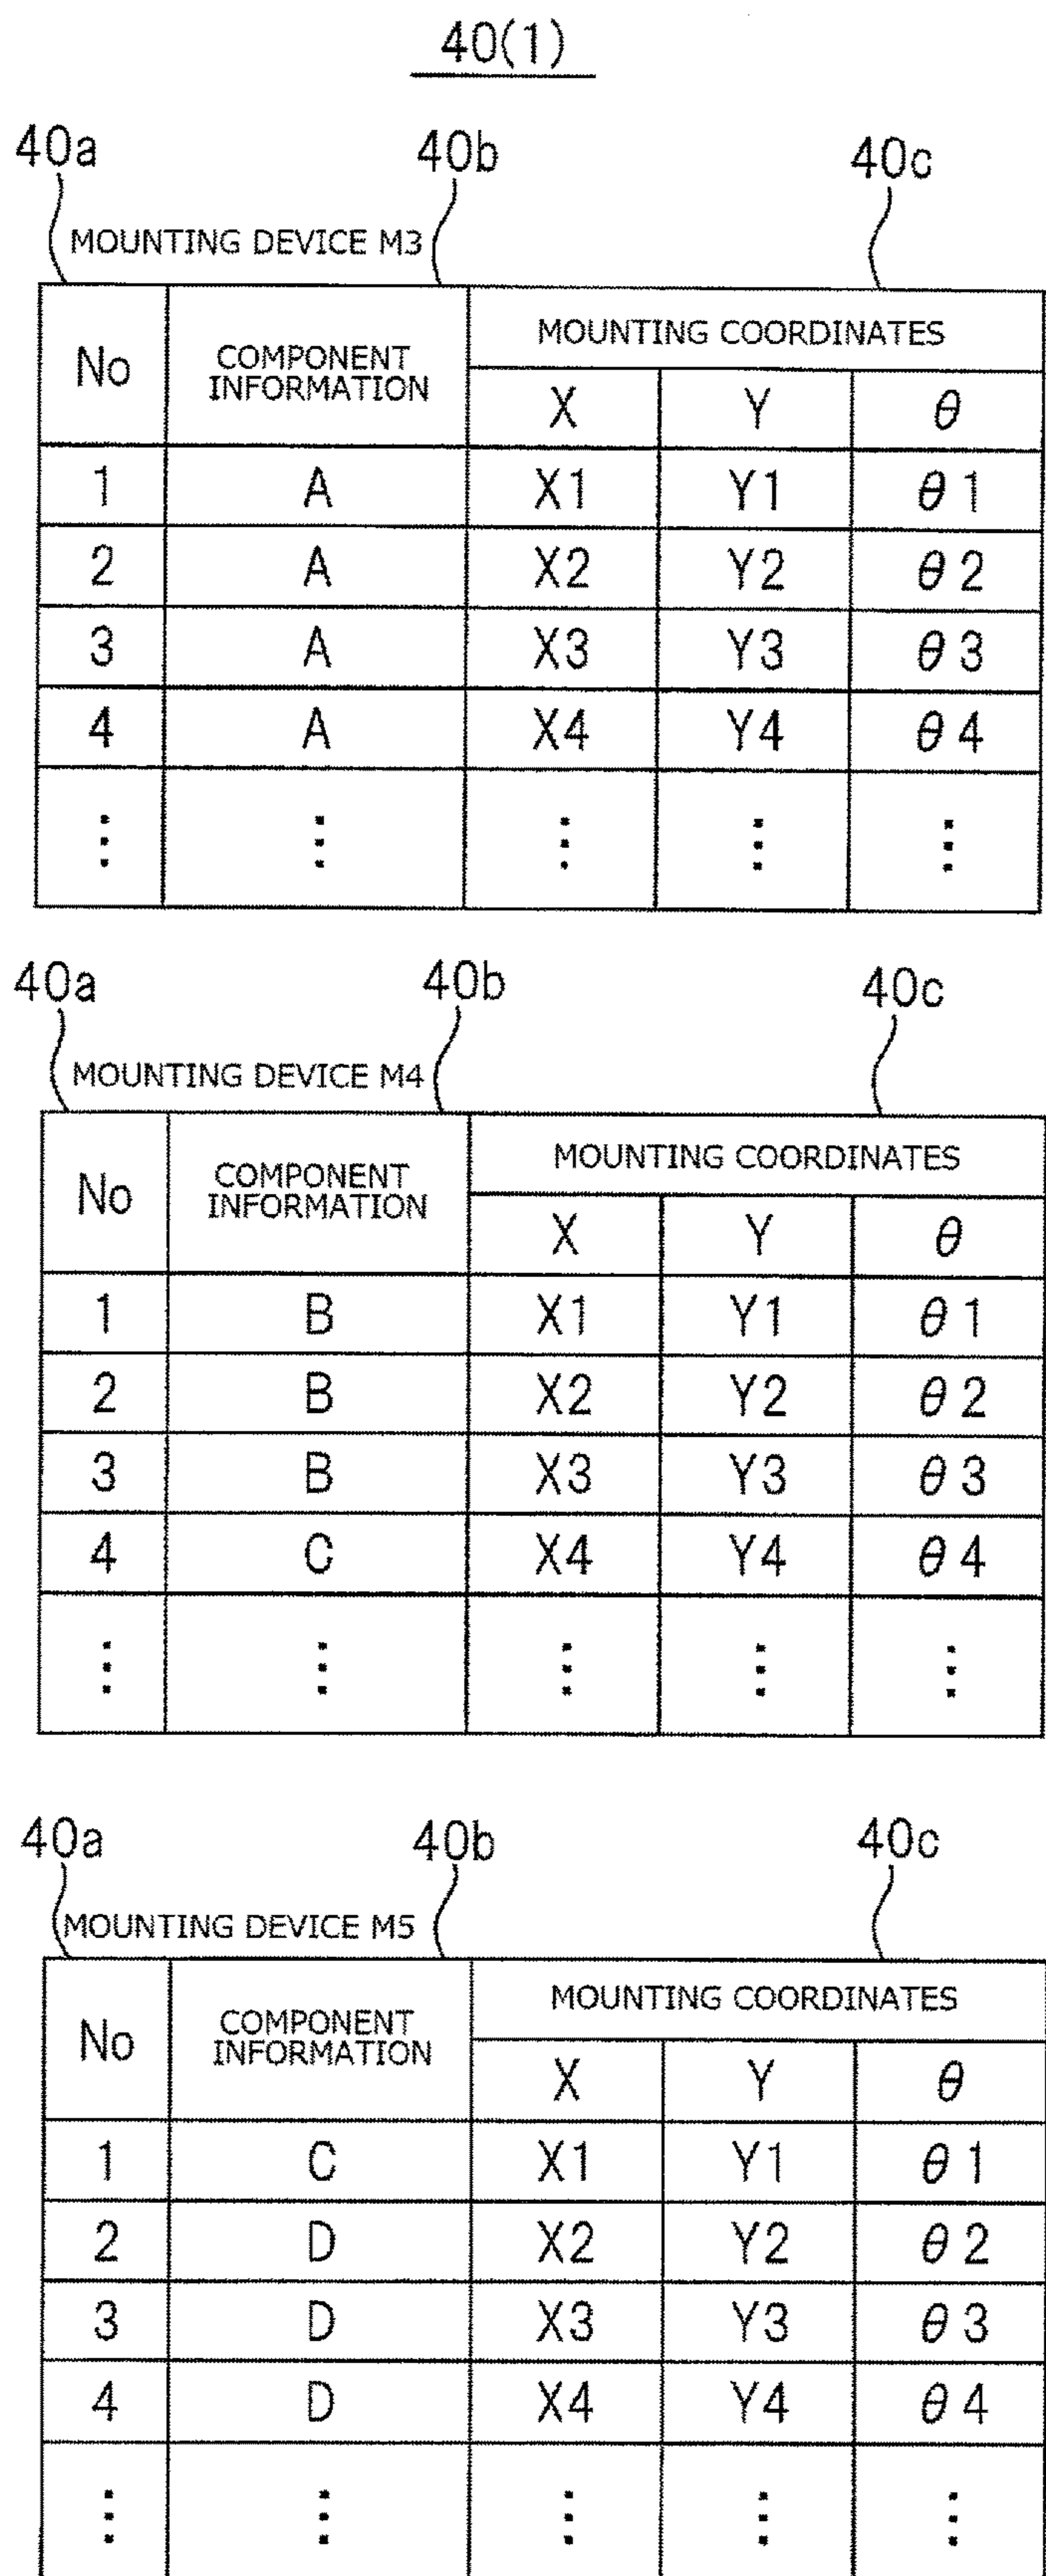 40(1)
40a 40b 40c
MOUNTING DEVICE M3
No COMPONENT INFORMATION MOUNTING COORDINATES
X Y θ
1 A X1 Y1 θ1
2 A X2 Y2 θ2
3 A X3 Y3 θ3
4 A X4 Y4 θ4
⋮ ⋮ ⋮ ⋮ ⋮
40a 40b 40c
MOUNTING DEVICE M4
No COMPONENT INFORMATION MOUNTING COORDINATES
X Y θ
1 B X1 Y1 θ1
2 B X2 Y2 θ2
3 B X3 Y3 θ3
4 C X4 Y4 θ4
⋮ ⋮ ⋮ ⋮ ⋮
40a 40b 40c
MOUNTING DEVICE M5
No COMPONENT INFORMATION MOUNTING COORDINATES
X Y θ
1 C X1 Y1 θ1
2 D X2 Y2 θ2
3 D X3 Y3 θ3
4 D X4 Y4 θ4
⋮ ⋮ ⋮ ⋮ ⋮